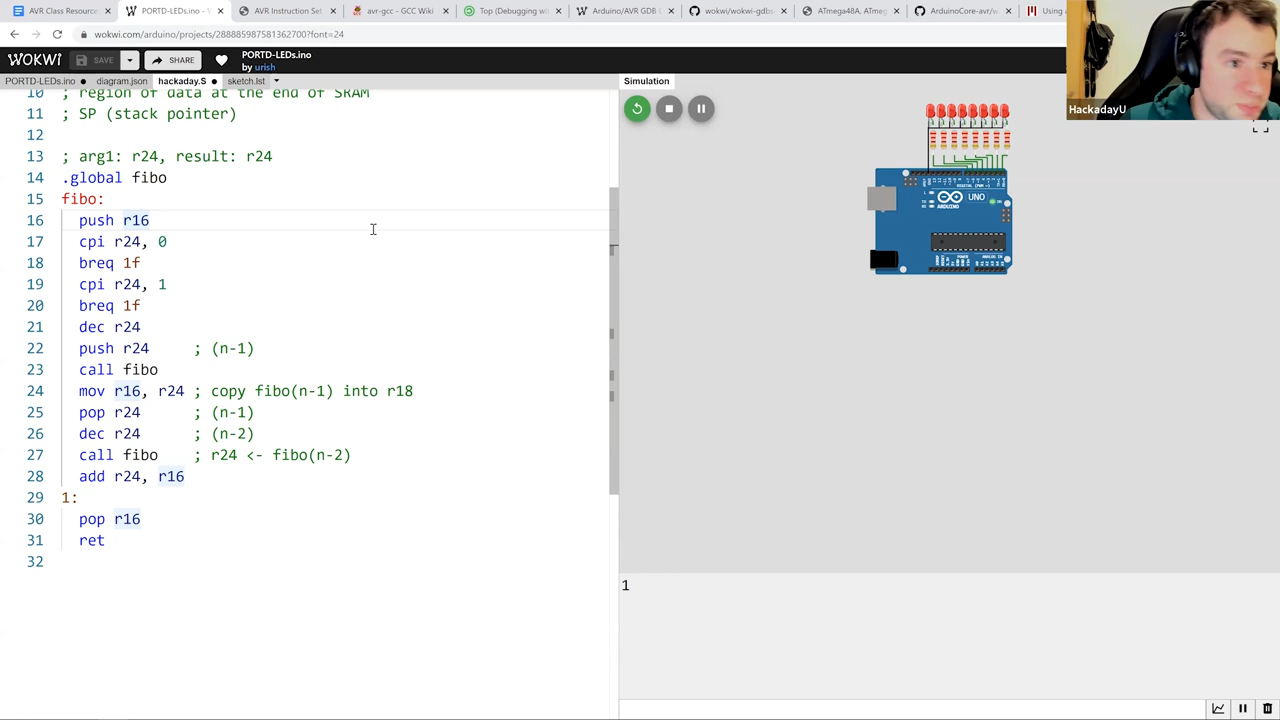 AVR Class Resource
PORTD-LEDs.ino - V
AVR Instruction Set
avr-gcc - GCC Wiki
Top (Debugging wi
Arduino/AVR GDB
wokwi/wokwi-gdbs
ATmega48A, ATmeg
ArduinoCore-avr/w
Using
wokwi.com/arduino/projects/288885987581362700?font=24
WOKWI
SAVE
SHARE
PORTD-LEDs.ino
by urish
PORTD-LEDs.ino
diagram.json
hackaday.S
sketch.lst
Simulation
HackadayU
10 ; region of data at the end of SRAM
11 ; SP (stack pointer)
12
13 ; arg1: r24, result: r24
14 .global fibo
15 fibo:
16 push r16
17 cpi r24, 0
18 breq 1f
19 cpi r24, 1
20 breq 1f
21 dec r24
22 push r24 ; (n-1)
23 call fibo
24 mov r16, r24 ; copy fibo(n-1) into r18
25 pop r24 ; (n-1)
26 dec r24 ; (n-2)
27 call fibo ; r24 <- fibo(n-2)
28 add r24, r16
29 1:
30 pop r16
31 ret
32
UNO
ARDUINO
1